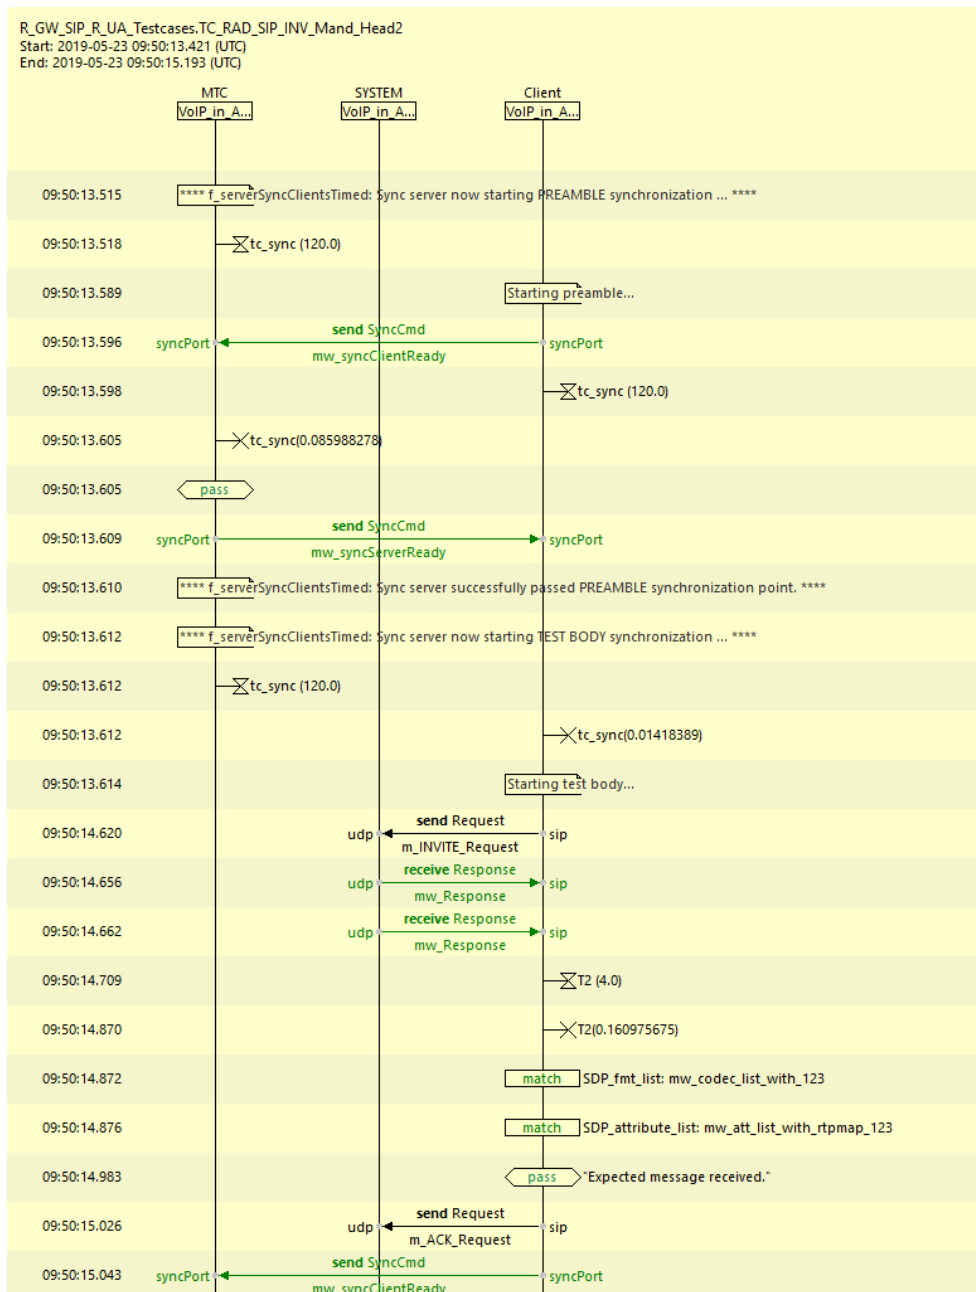 R_GW_SIP_R_UA_Testcases.TC_RAD_SIP_INV_Mand_Head2
Start: 2019-05-23 09:50:13.421 (UTC)
End: 2019-05-23 09:50:15.193 (UTC)
MTC SYSTEM Client
VoIP_in_A... VoIP_in_A... VoIP_in_A...
09:50:13.515 **** f_serverSyncClientsTimed: Sync server now starting PREAMBLE synchronization ... ****
09:50:13.518 tc_sync (120.0)
09:50:13.589 Starting preamble...
send SyncCmd
09:50:13.596 syncPort syncPort
mw_syncClientReady
09:50:13.598 tc_sync (120.0)
09:50:13.605 tc_sync(0.085988278)
09:50:13.605 pass
send SyncCmd
09:50:13.609 syncPort syncPort
mw_syncServerReady
09:50:13.610 **** f_serverSyncClientsTimed: Sync server successfully passed PREAMBLE synchronization point. ****
09:50:13.612 **** f_serverSyncClientsTimed: Sync server now starting TEST BODY synchronization ... ****
09:50:13.612 tc_sync (120.0)
09:50:13.612 tc_sync(0.01418389)
09:50:13.614 Starting test body...
send Request
09:50:14.620 udp sip
m_INVITE_Request
receive Response
09:50:14.656 udp sip
mw_Response
receive Response
09:50:14.662 udp sip
mw_Response
09:50:14.709 T2 (4.0)
09:50:14.870 T2(0.160975675)
09:50:14.872 match SDP_fmt_list: mw_codec_list_with_123
09:50:14.876 match SDP_attribute_list: mw_att_list_with_rtpmap_123
09:50:14.983 pass "Expected message received."
send Request
09:50:15.026 udp sip
m_ACK_Request
send SyncCmd
09:50:15.043 syncPort syncPort
mw_syncClientReady